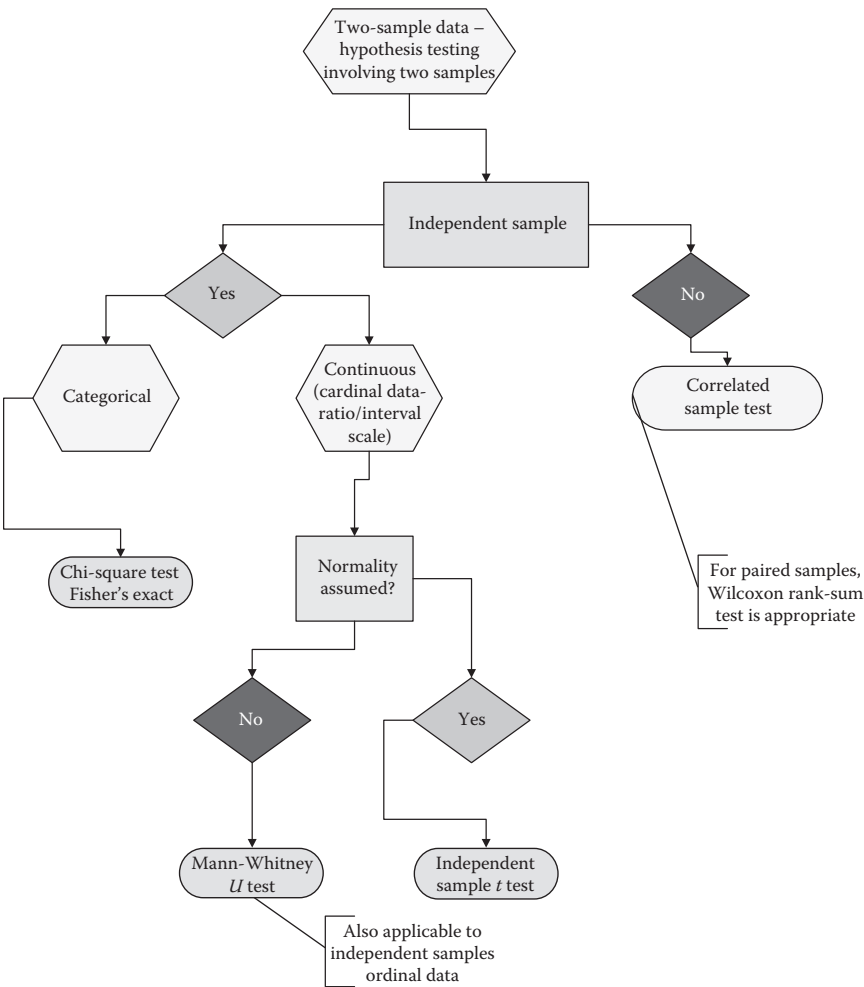 Two-sample data –
hypothesis testing
involving two samples
Independent sample
Yes
No
Categorical
Continuous
(cardinal data-
ratio/interval
scale)
Correlated
sample test
Normality
assumed?
Chi-square test
Fisher's exact
For paired samples,
Wilcoxon rank-sum
test is appropriate
No
Yes
Mann-Whitney
U test
Independent
sample t test
Also applicable to
independent samples
ordinal data